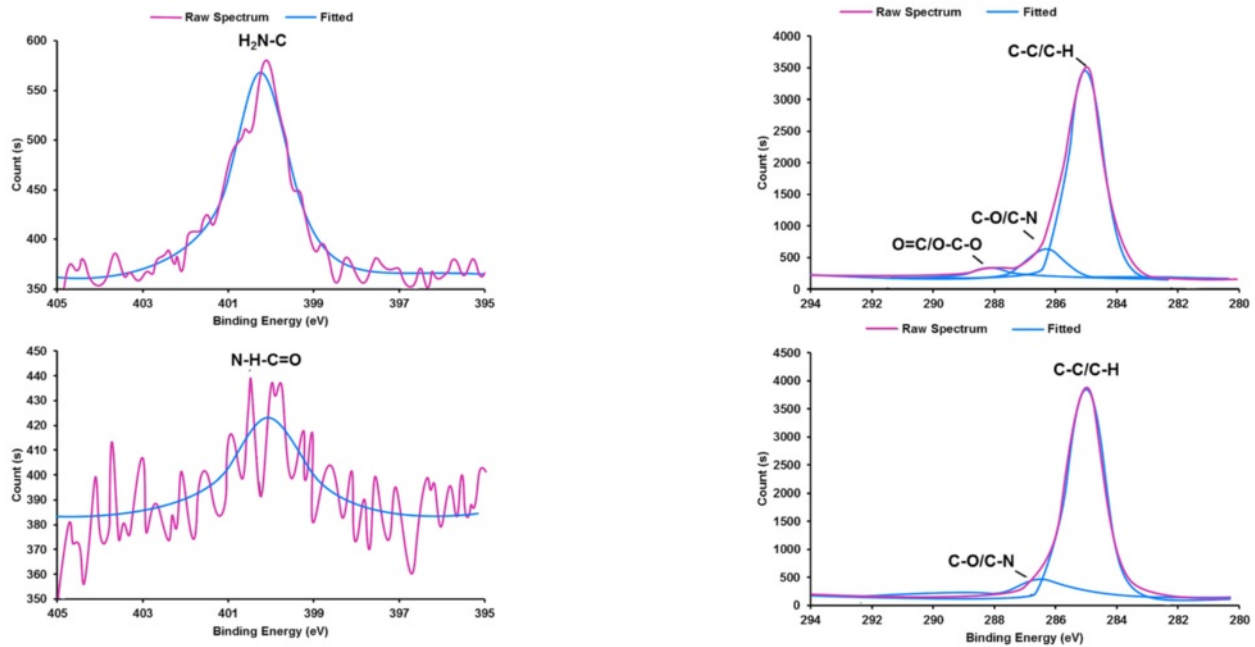 Raw Spectrum Fitted
H₂N-C
600
550
500
450
400
350
Count (s)
405 403 401 399 397 395
Binding Energy (eV)
Raw Spectrum Fitted
C-C/C-H
C-O/C-N
O=C/O-C-O
4000
3500
3000
2500
2000
1500
1000
500
0
Count (s)
294 292 290 288 286 284 282 280
N-H-C=O
450
440
430
420
410
400
390
380
370
360
350
Count (s)
405 403 401 399 397 395
Binding Energy (eV)
Raw Spectrum Fitted
C-C/C-H
C-O/C-N
4500
4000
3500
3000
2500
2000
1500
1000
500
0
Count (s)
294 292 290 288 286 284 282 280
Binding Energy (eV)